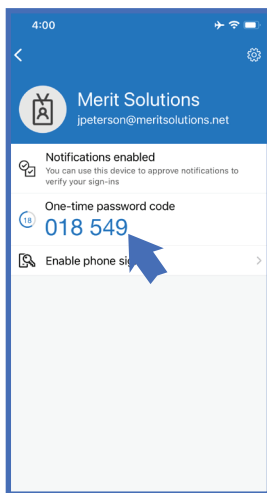 4:00
Merit Solutions
jpeterson@meritsolutions.net
Notifications enabled
You can use this device to approve notifications to
verify your sign-ins
One-time password code
18
018 549
Enable phone